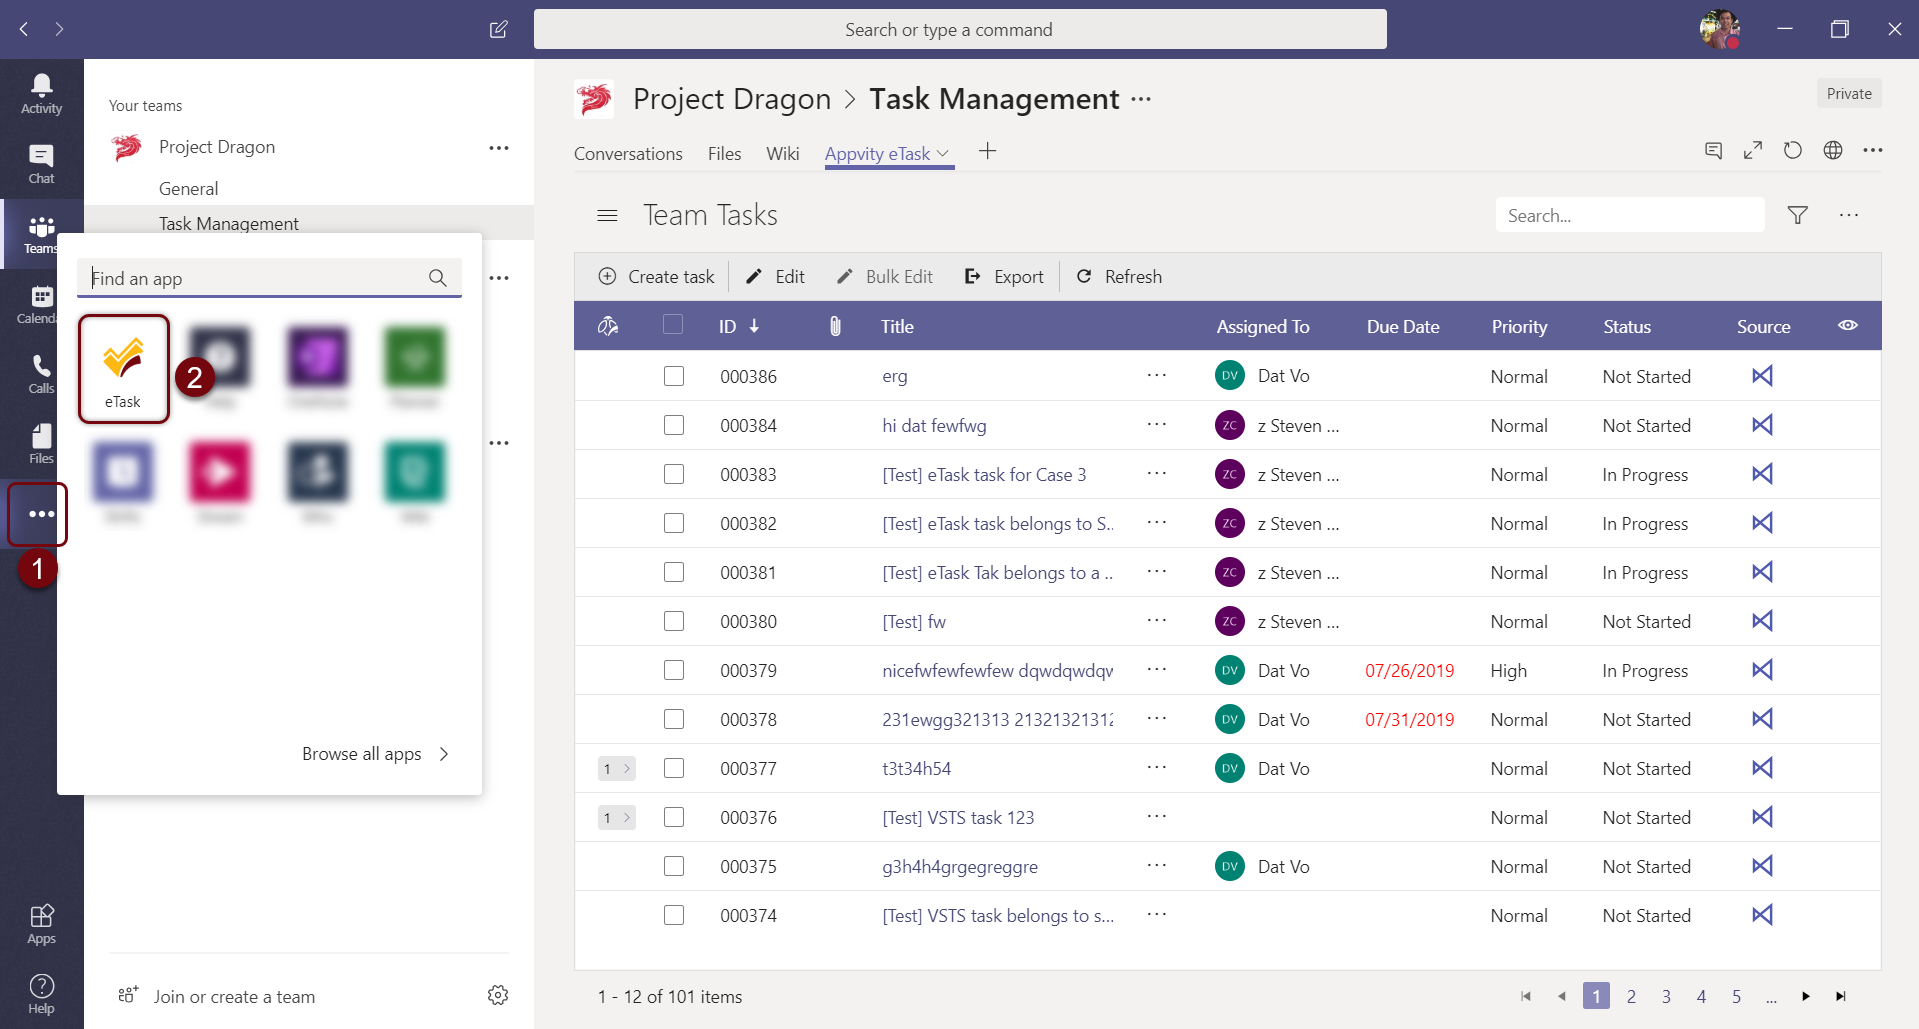 Search or type a command
Activity
Chat
Teams
Calenda
Calls
Files
Apps
Help
Your teams
Project Dragon
General
Task Management
Find an app
eTask
1
2
Browse all apps
Join or create a team
Project Dragon > Task Management
Private
Conversations Files Wiki Appvity eTask
Team Tasks
Search...
Create task Edit Bulk Edit Export Refresh
ID Title Assigned To Due Date Priority Status Source
000386 erg DV Dat Vo Normal Not Started
000384 hi dat fewfwg ZC z Steven ... Normal Not Started
000383 [Test] eTask task for Case 3 ZC z Steven ... Normal In Progress
000382 [Test] eTask task belongs to S.. ZC z Steven ... Normal In Progress
000381 [Test] eTask Tak belongs to a .. ZC z Steven ... Normal In Progress
000380 [Test] fw ZC z Steven ... Normal Not Started
000379 nicefwfewfewfew dqwdqwdqw DV Dat Vo 07/26/2019 High In Progress
000378 231ewgg321313 21321321312 DV Dat Vo 07/31/2019 Normal Not Started
1 000377 t3t34h54 DV Dat Vo Normal Not Started
1 000376 [Test] VSTS task 123 Normal Not Started
000375 g3h4h4grgegreggre DV Dat Vo Normal Not Started
000374 [Test] VSTS task belongs to s... Normal Not Started
1 - 12 of 101 items
1 2 3 4 5 ...